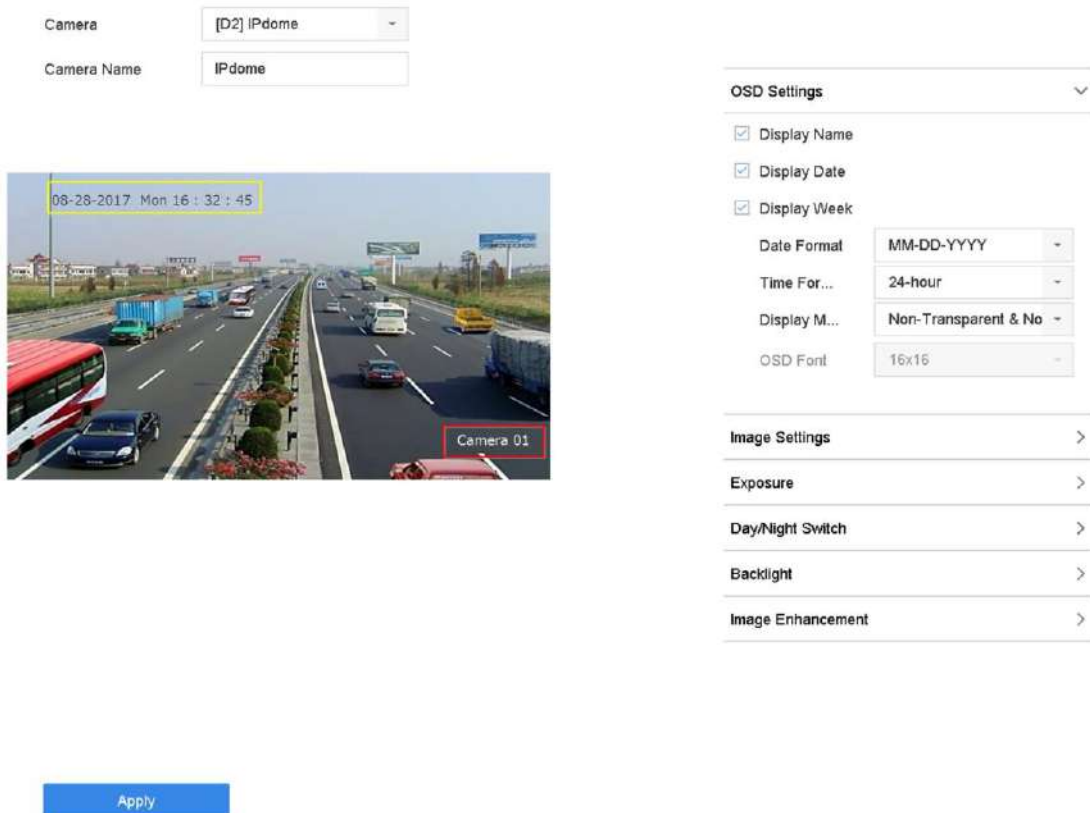 Camera
[D2] IPdome
Camera Name
IPdome
08-28-2017 Mon 16 : 32 : 45
Camera 01
Apply
OSD Settings
Display Name
Display Date
Display Week
Date Format
MM-DD-YYYY
Time For...
24-hour
Display M...
Non-Transparent & No
OSD Font
16x16
Image Settings
Exposure
Day/Night Switch
Backlight
Image Enhancement